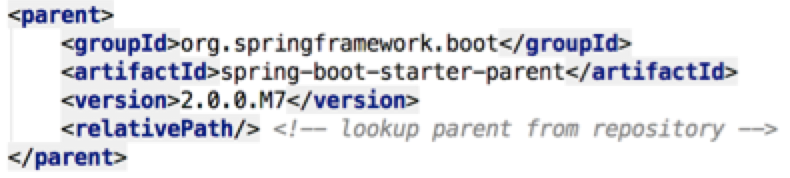 <parent>
<groupId>org.springframework.boot</groupId>
<artifactId>spring-boot-starter-parent</artifactId>
<version>2.0.0.M7</version>
<relativePath/> <!-- lookup parent from repository -->
</parent>